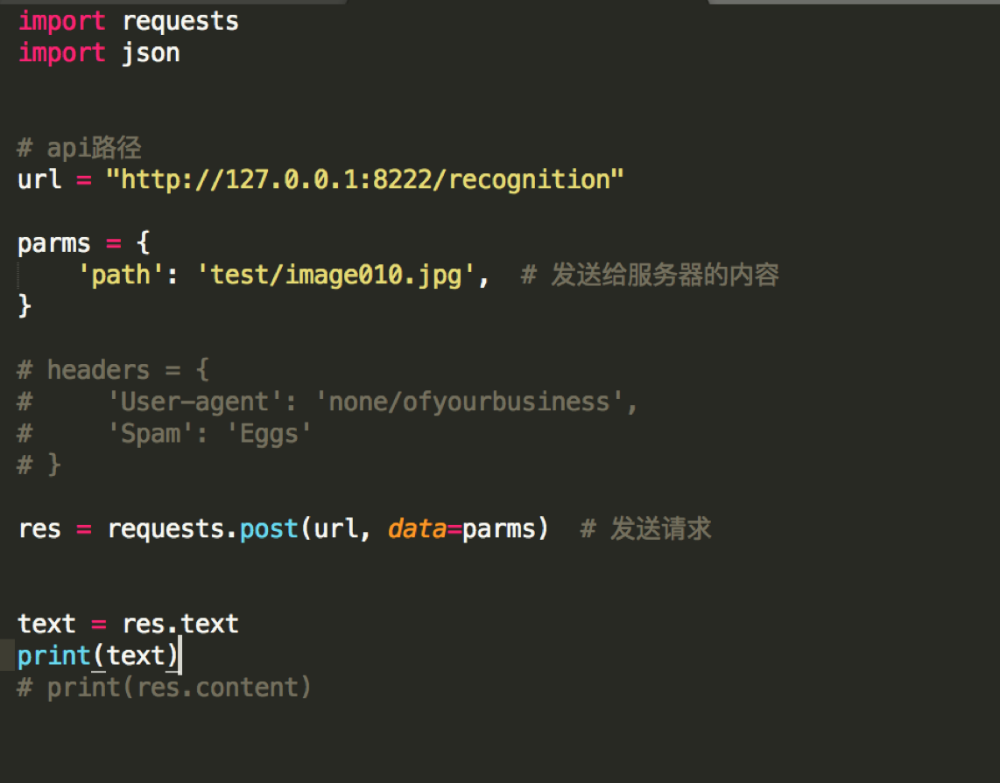 import requests
import json
# api路径
url = "http://127.0.0.1:8222/recognition"
parms = {
    'path': 'test/image010.jpg',  # 发送给服务器的内容
}
# headers = {
#     'User-agent': 'none/ofyourbusiness',
#     'Spam': 'Eggs'
# }
res = requests.post(url, data=parms)  # 发送请求
text = res.text
print(text)
# print(res.content)